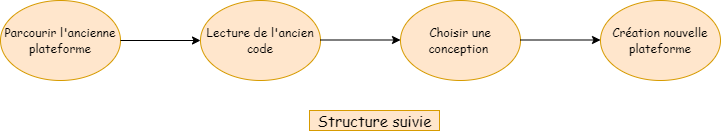 Parcourir l'ancienne
plateforme
Lecture de l'ancien
code
Choisir une
conception
Création nouvelle
plateforme
Structure suivie